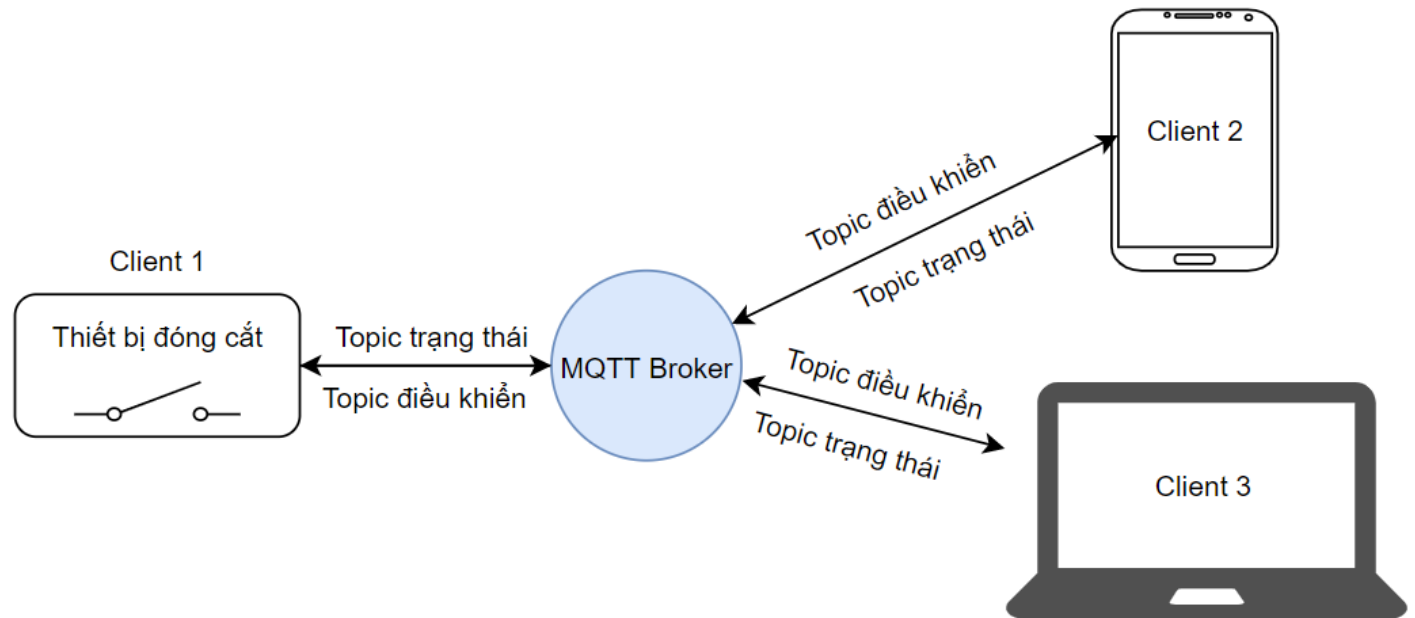 Client 2
Topic điều khiển
Topic trạng thái
Client 1
Thiết bị đóng cắt
Topic trạng thái
Topic điều khiển
MQTT Broker
Topic điều khiển
Topic trạng thái
Client 3